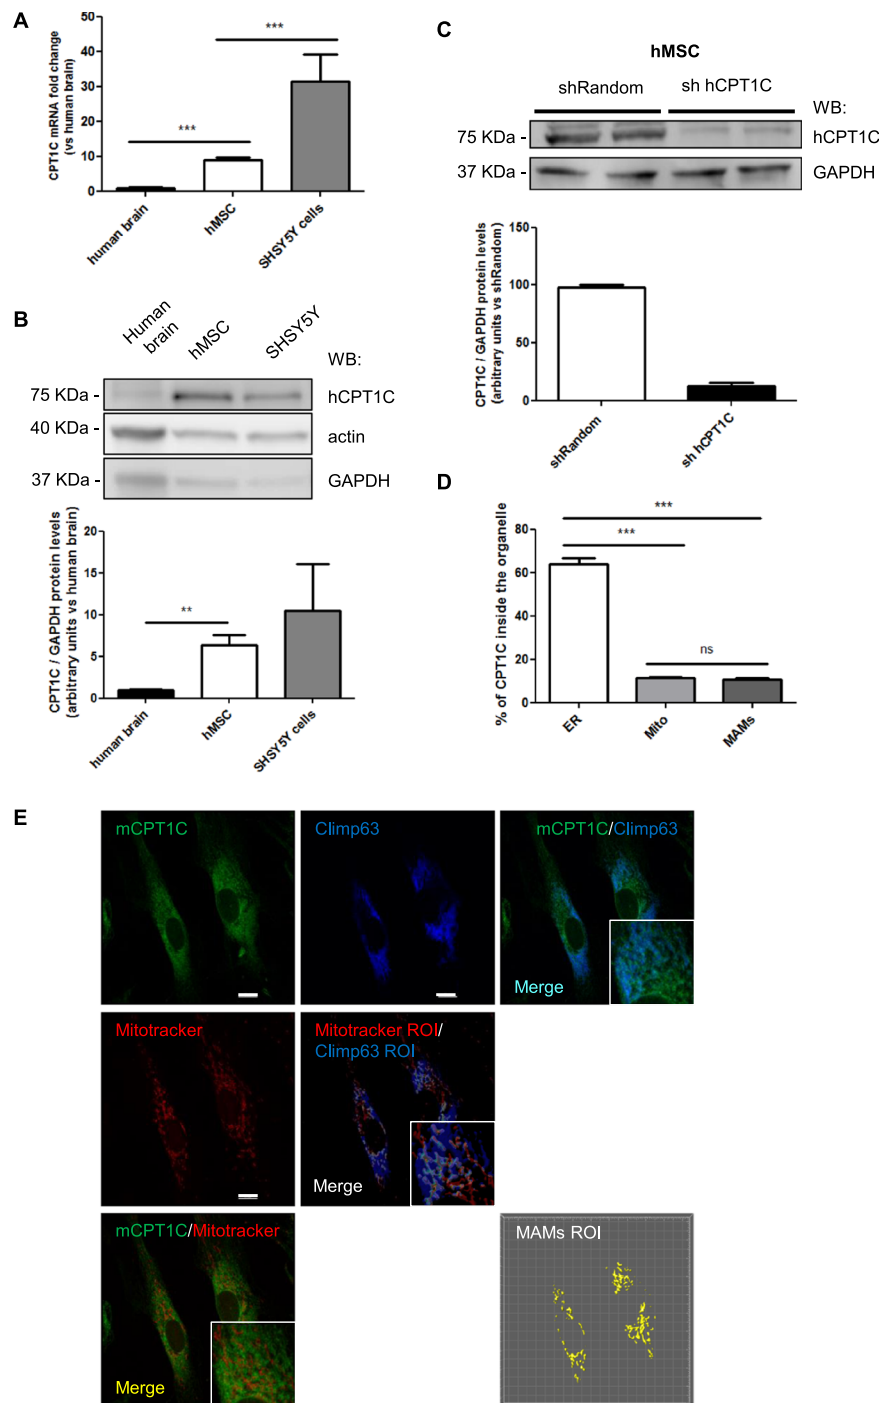 A
CPT1C mRNA fold change
(vs human brain)
50
40
30
20
10
0
***
***
human brain
hMSC
SHSY5Y cells
B
Human
brain
hMSC
SHSY5Y
WB:
75 KDa -
hCPT1C
40 KDa -
actin
37 KDa -
GAPDH
CPT1C / GAPDH protein levels
(arbitrary units vs human brain)
20
15
10
5
0
**
human brain
hMSC
SHSY5Y cells
C
hMSC
shRandom
sh hCPT1C
WB:
75 KDa -
hCPT1C
37 KDa -
GAPDH
CPT1C / GAPDH protein levels
(arbitrary units vs shRandom)
150
100
50
0
shRandom
sh hCPT1C
D
% of CPT1C inside the organelle
80
60
40
20
0
***
***
ns
ER
Mito
MAMs
E
mCPT1C
Climp63
mCPT1C/Climp63
Merge
Mitotracker
Mitotracker ROI/
Climp63 ROI
Merge
mCPT1C/Mitotracker
Merge
MAMs ROI